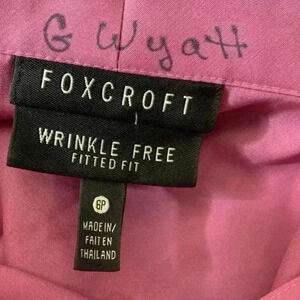 G Wyatt
FOXCROFT
WRINKLE FREE
FITTED FIT
6P
MADE IN/
FAIT EN
THAILAND